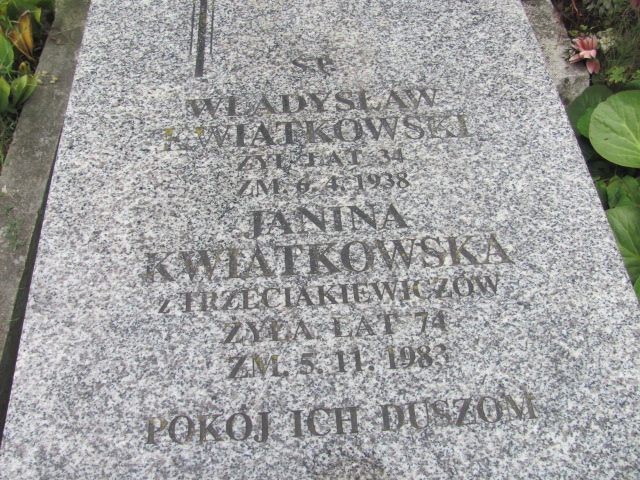 ś.p.
WŁADYSŁAW
KWIATKOWSKI
ŻYŁ LAT 34
ZM. 6. 4. 1938
JANINA
KWIATKOWSKA
z TRZECIAKIEWICZÓW
ŻYŁA LAT 74
ZM. 5. 11. 1983
POKÓJ ICH DUSZOM